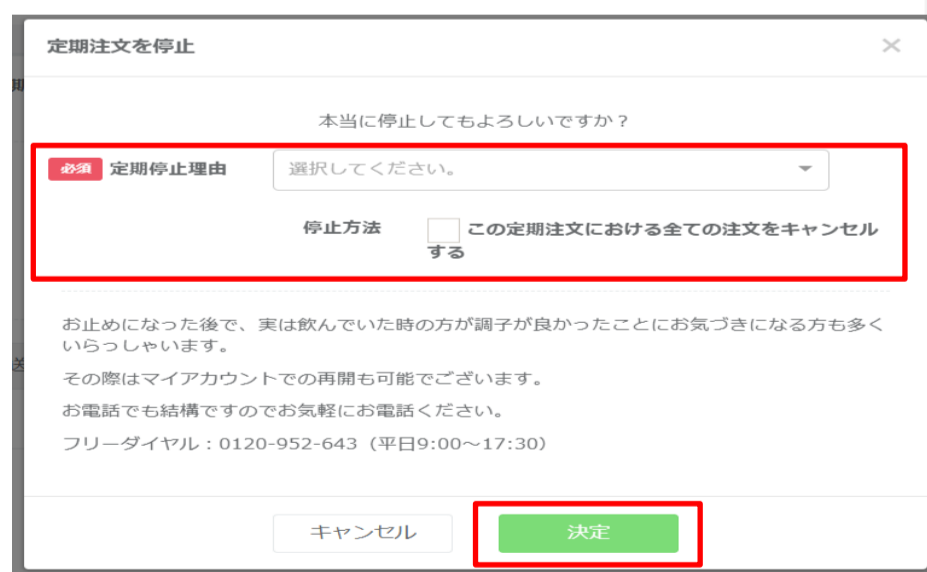 定期注文を停止
本当に停止してもよろしいですか？
必須 定期停止理由 選択してください。
停止方法 この定期注文における全ての注文をキャンセル
する
お止めになった後で、実は飲んでいた時の方が調子が良かったことにお気づきになる方も多く
いらっしゃいます。
その際はマイアカウントでの再開も可能でございます。
お電話でも結構ですのでお気軽にお電話ください。
フリーダイヤル：0120-952-643（平日9:00～17:30）
キャンセル 決定